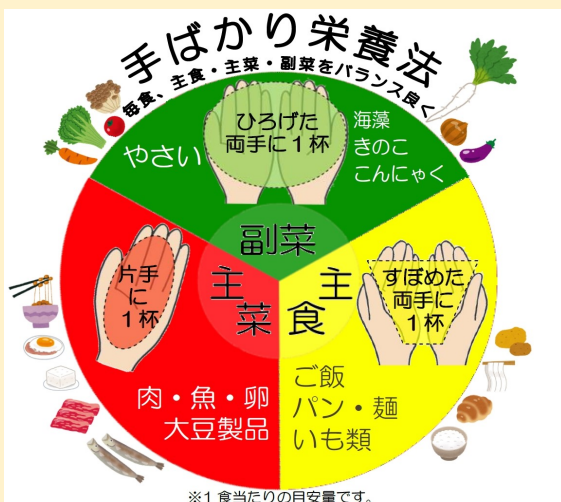 手ばかり栄養法
毎食、主食・主菜・副菜をバランス良く
ひろげた
両手に1杯
やさい
海藻
きのこ
こんにゃく
副菜
片手
に
1杯
主菜
肉・魚・卵
大豆製品
すぼめた
両手に
1杯
主食
ご飯
パン・麺
いも類
※1食当たりの目安量です。